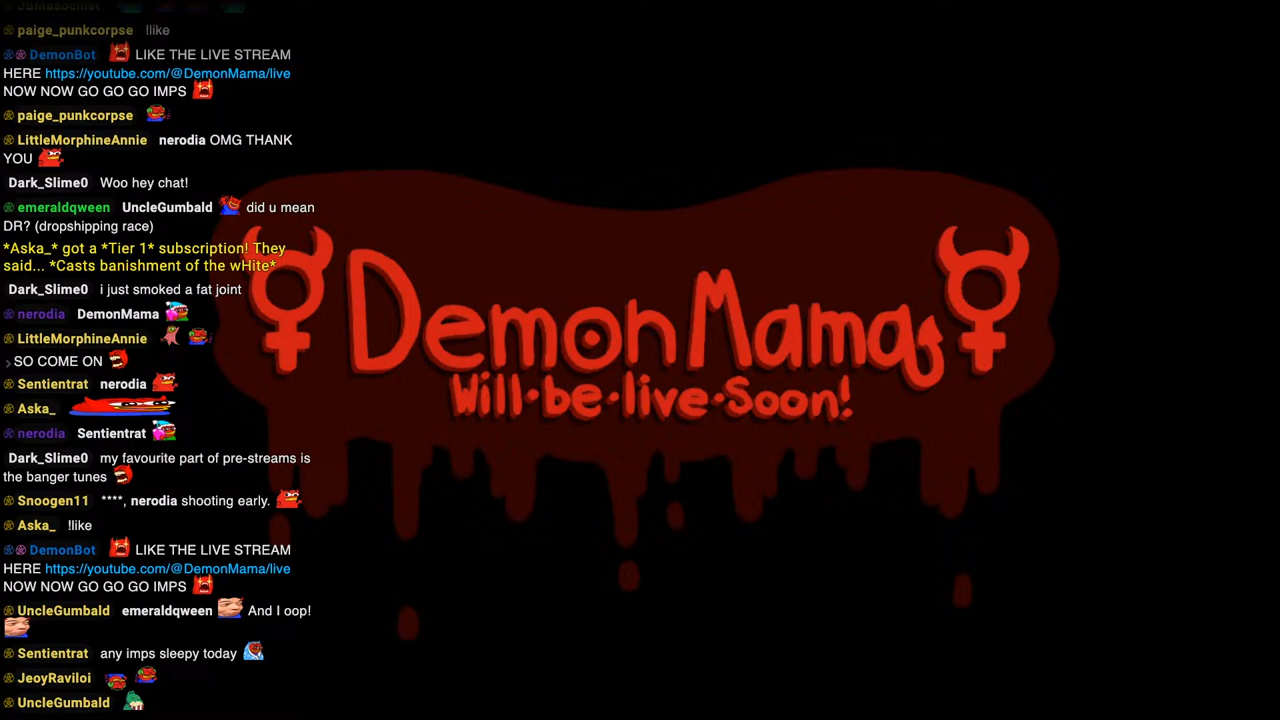 JSMasochist
paige_punkcorpse !like
DemonBot LIKE THE LIVE STREAM
HERE https://youtube.com/@DemonMama/live
NOW NOW GO GO GO IMPS
paige_punkcorpse
LittleMorphineAnnie nerodia OMG THANK
YOU
Dark_Slime0 Woo hey chat!
emeraldqween UncleGumbald did u mean
DR? (dropshipping race)
*Aska_* got a *Tier 1* subscription! They
said... *Casts banishment of the wHite*
Dark_Slime0 i just smoked a fat joint
nerodia DemonMama
LittleMorphineAnnie
SO COME ON
Sentientrat nerodia
Aska_
nerodia Sentientrat
Dark_Slime0 my favourite part of pre-streams is
the banger tunes
Snoogen11 ****, nerodia shooting early.
Aska_ !like
DemonBot LIKE THE LIVE STREAM
HERE https://youtube.com/@DemonMama/live
NOW NOW GO GO GO IMPS
UncleGumbald emeraldqween And I oop!
Sentientrat any imps sleepy today
JeoyRaviloi
UncleGumbald
DemonMama
Will·be·live·Soon!